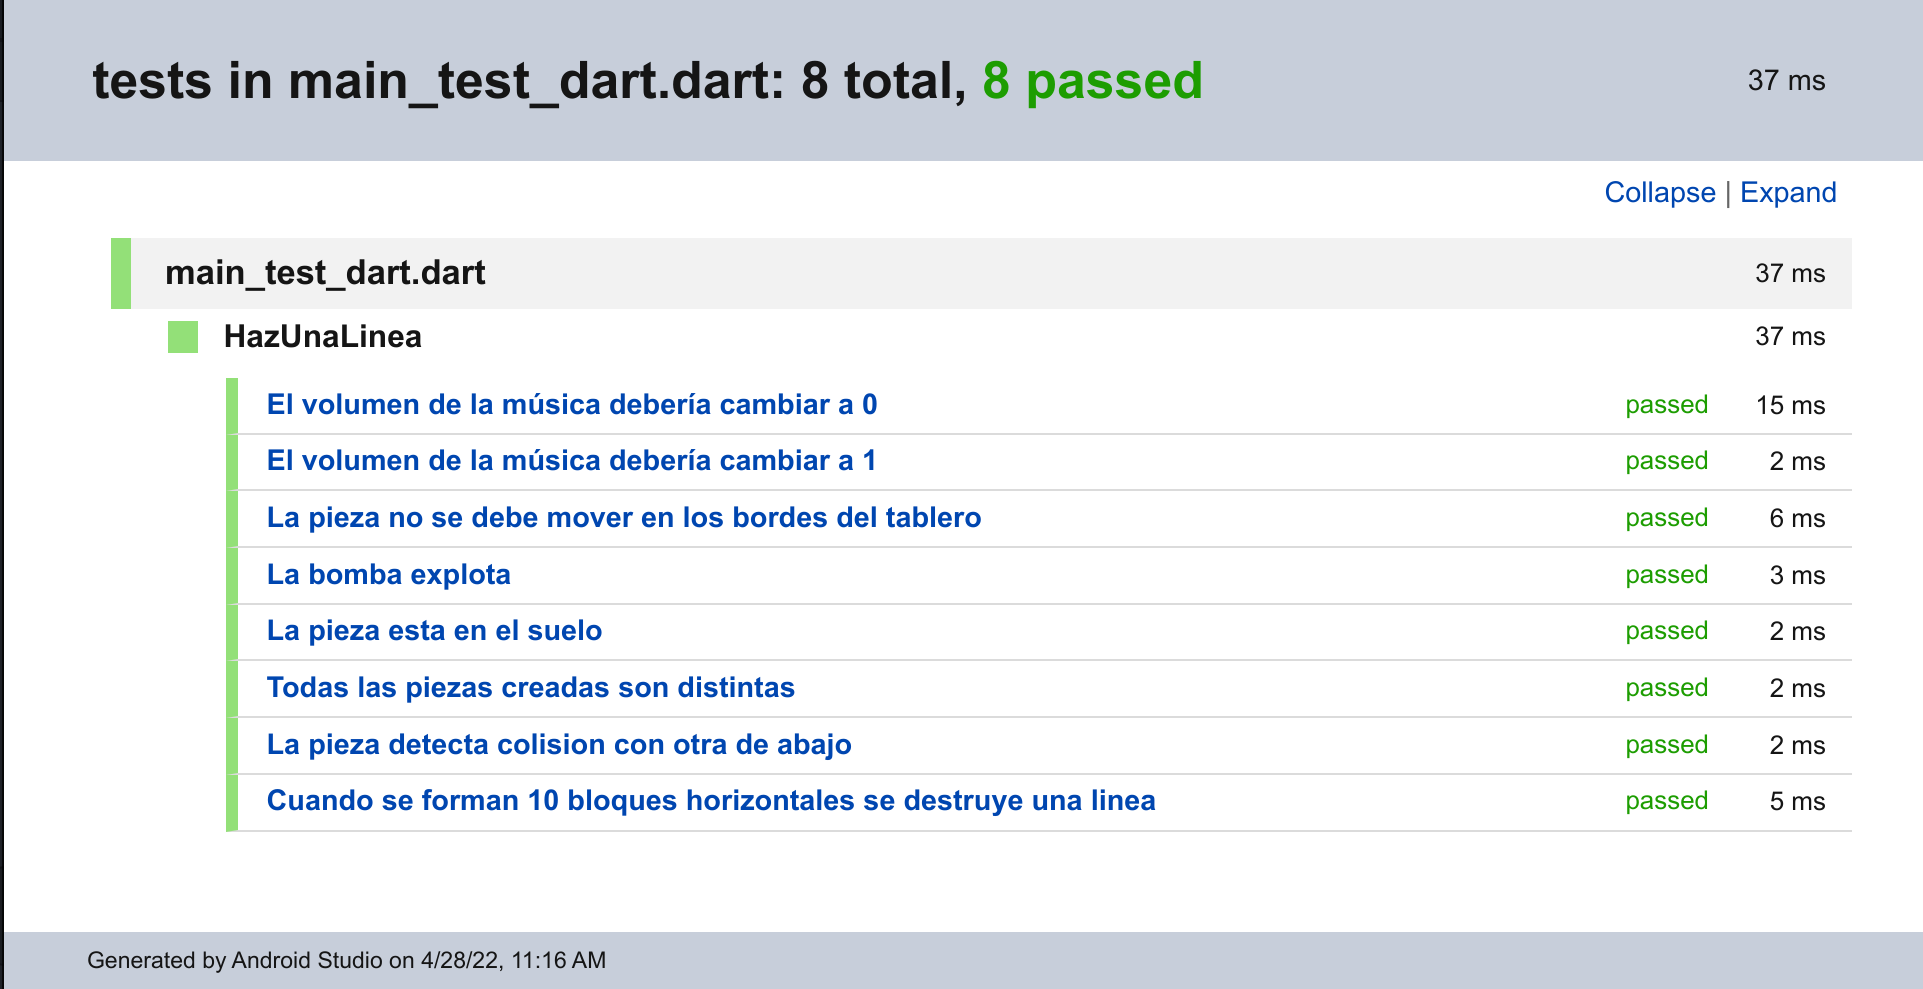 tests in main_test_dart.dart: 8 total, 8 passed 37 ms
Collapse | Expand
main_test_dart.dart 37 ms
HazUnaLinea 37 ms
El volumen de la música debería cambiar a 0 passed 15 ms
El volumen de la música debería cambiar a 1 passed 2 ms
La pieza no se debe mover en los bordes del tablero passed 6 ms
La bomba explota passed 3 ms
La pieza esta en el suelo passed 2 ms
Todas las piezas creadas son distintas passed 2 ms
La pieza detecta colision con otra de abajo passed 2 ms
Cuando se forman 10 bloques horizontales se destruye una linea passed 5 ms
Generated by Android Studio on 4/28/22, 11:16 AM